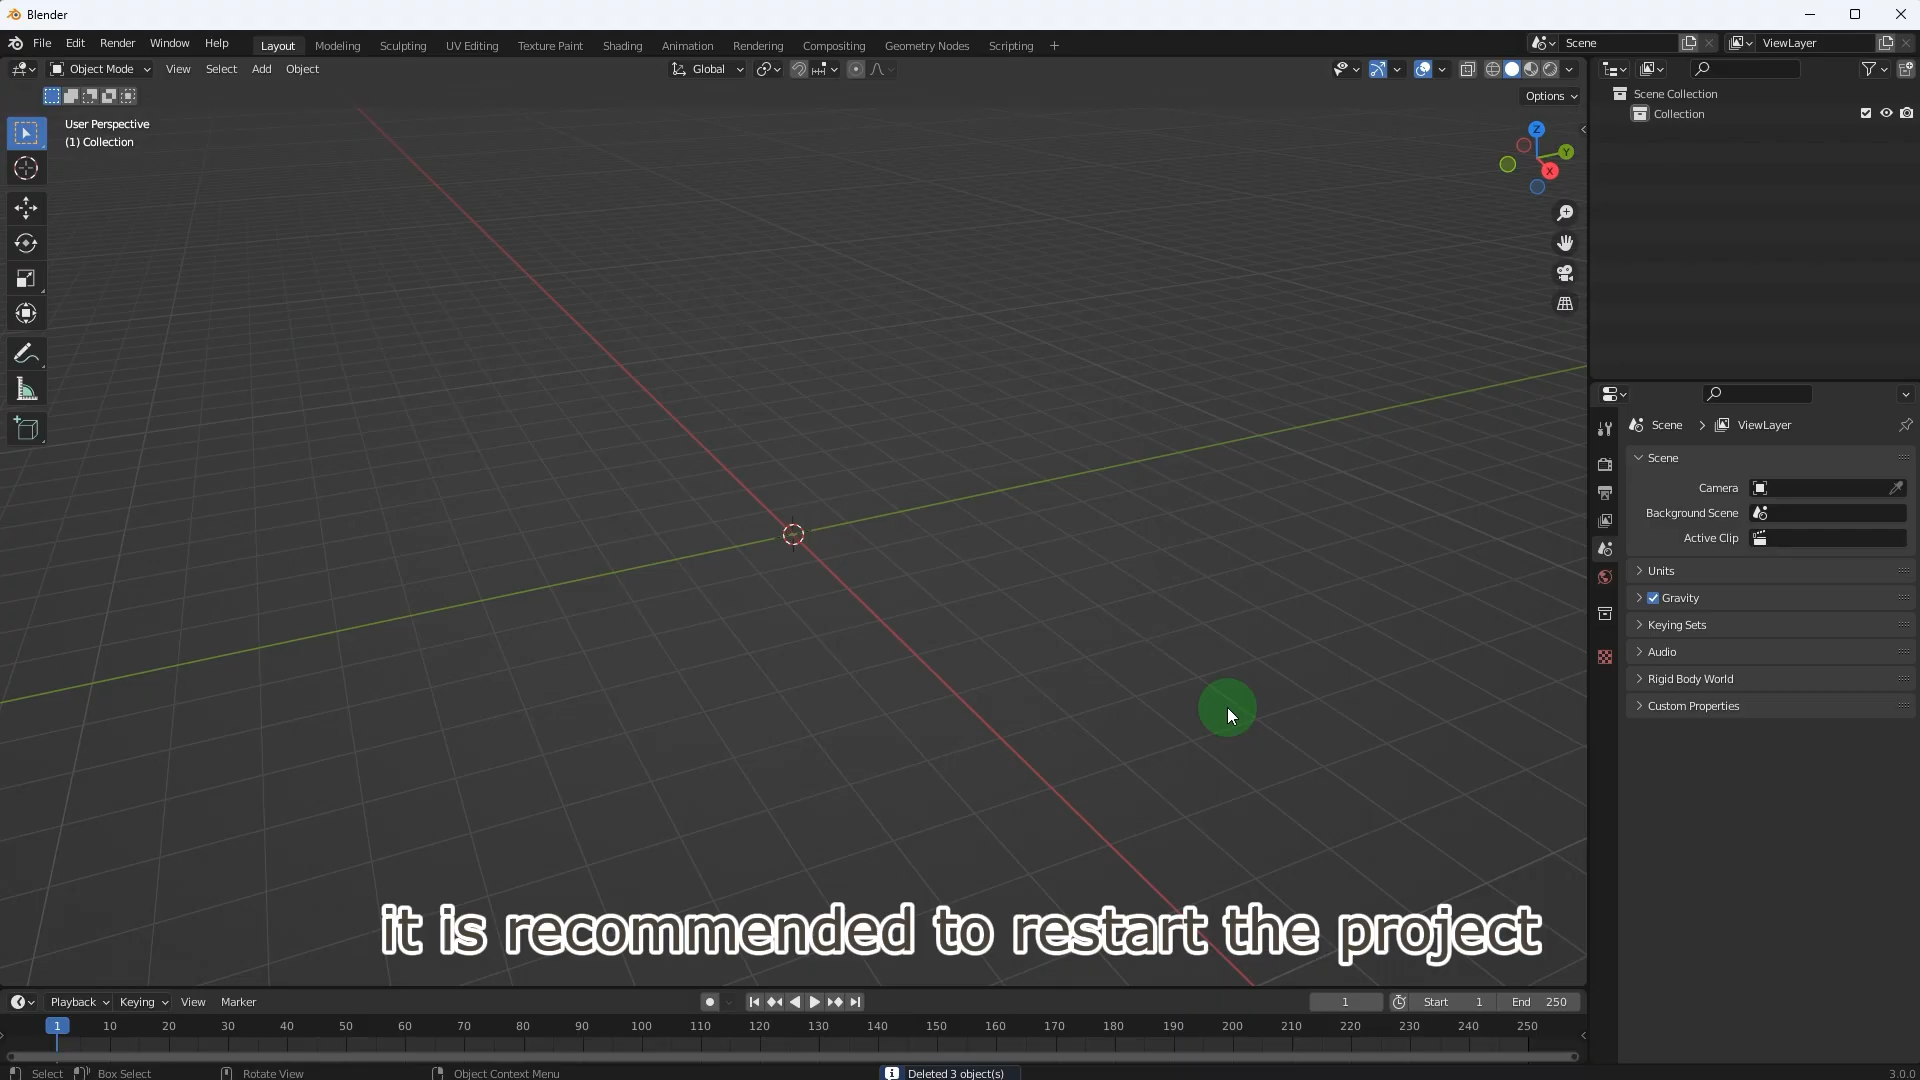 Blender
File Edit Render Window Help Layout Modeling Sculpting UV Editing Texture Paint Shading Animation Rendering Compositing Geometry Nodes Scripting + Scene ViewLayer
Object Mode View Select Add Object Global
Options
User Perspective
(1) Collection
Z
Y
X
Scene Collection
Collection
Scene > ViewLayer
Scene
Camera
Background Scene
Active Clip
Units
Gravity
Keying Sets
Audio
Rigid Body World
Custom Properties
it is recommended to restart the project
Playback Keying View Marker 1 Start 1 End 250
1 10 20 30 40 50 60 70 80 90 100 110 120 130 140 150 160 170 180 190 200 210 220 230 240 250
Select Box Select Rotate View Object Context Menu Deleted 3 object(s) 3.0.0